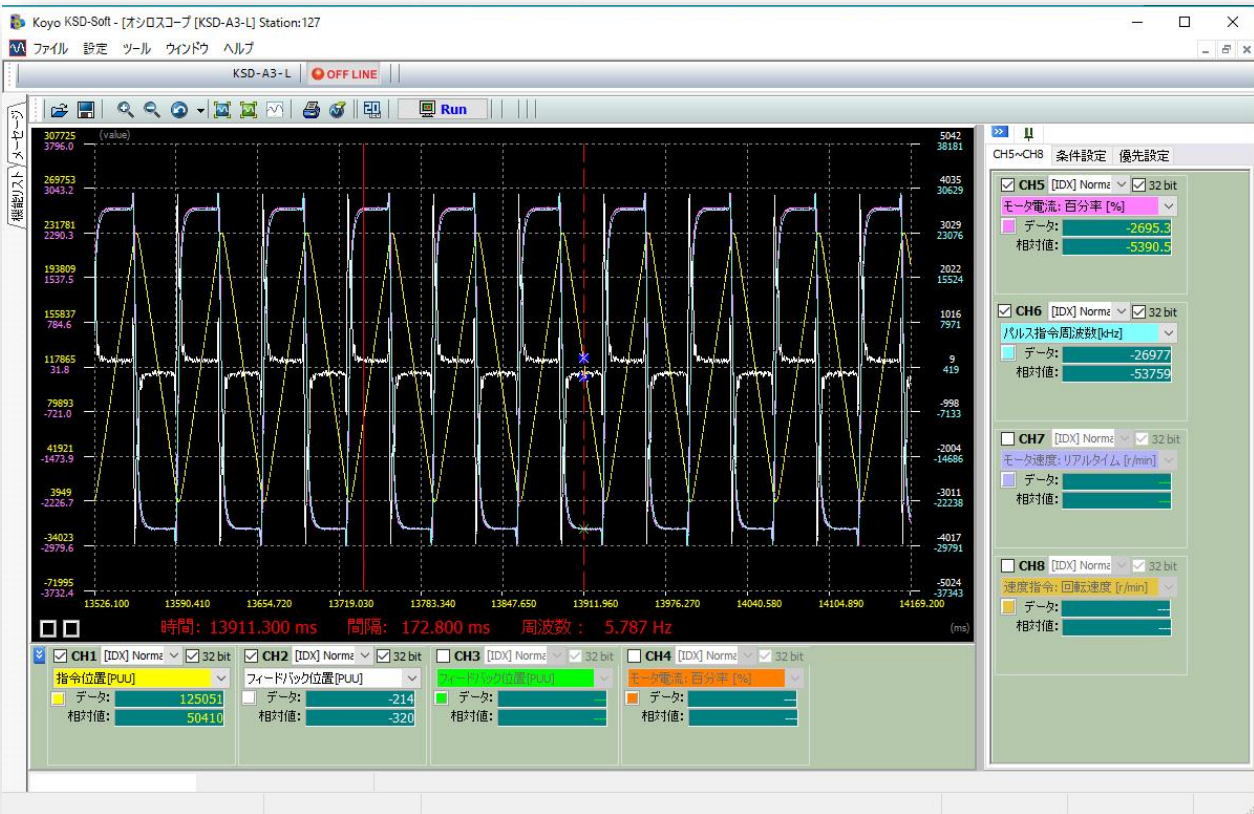 Koyo KSD-Soft - [オシロスコープ [KSD-A3-L] Station:127
ファイル 設定 ツール ウィンドウ ヘルプ
KSD-A3-L OFF LINE
Run
メッセージ
機能リスト
(value)
307725 5042
3796.0 38181
269753 4035
3043.2 30629
231781 3029
2290.3 23076
193809 2022
1537.5 15524
155837 1016
784.6 7971
117865 9
31.8 419
79893 -998
-721.0 -7133
41921 -2004
-1473.9 -14686
3949 -3011
-2226.7 -22238
-34023 -4017
-2979.6 -29791
-71995 -5024
-3732.4 -37343
13526.100 13590.410 13654.720 13719.030 13783.340 13847.650 13911.960 13976.270 14040.580 14104.890 14169.200
時間: 13911.300 ms 間隔: 172.800 ms 周波数 : 5.787 Hz (ms)
CH5~CH8 条件設定 優先設定
CH5 [IDX] Norma 32 bit
モータ電流: 百分率 [%]
データ: -2695.3
相対値: -5390.5
CH6 [IDX] Norma 32 bit
パルス指令周波数[kHz]
データ: -26977
相対値: -53759
CH7 [IDX] Norma 32 bit
モータ速度: リアルタイム [r/min]
データ: ---
相対値: ---
CH8 [IDX] Norma 32 bit
速度指令: 回転速度 [r/min]
データ: ---
相対値: ---
CH1 [IDX] Norma 32 bit CH2 [IDX] Norma 32 bit CH3 [IDX] Norma 32 bit CH4 [IDX] Norma 32 bit
指令位置[PUU] フィードバック位置[PUU] フィードバック位置[PUU] モータ電流: 百分率 [%]
データ: 125051 データ: -214 データ: --- データ: ---
相対値: 50410 相対値: -320 相対値: --- 相対値: ---